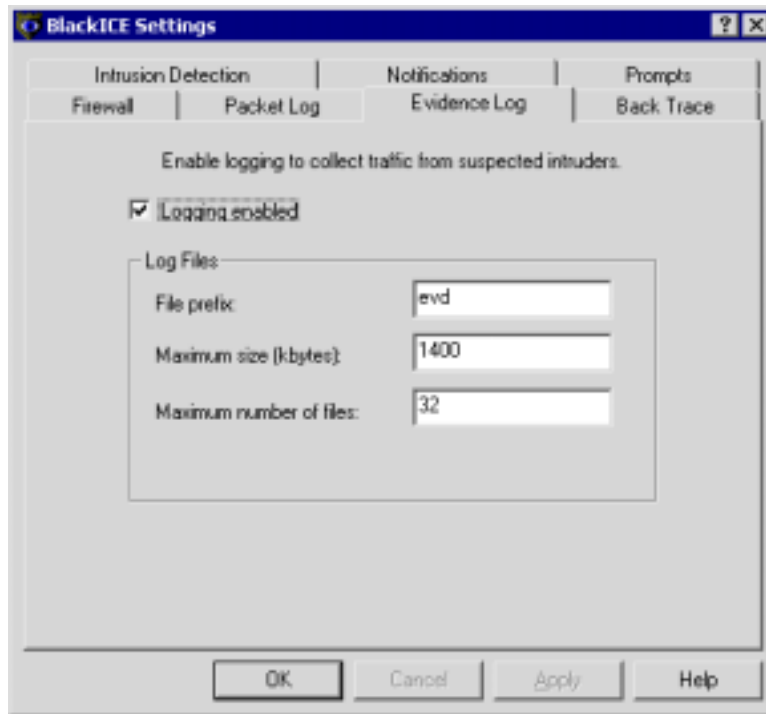 BlackICE Settings
Intrusion Detection Notifications Prompts
Firewall Packet Log Evidence Log Back Trace
Enable logging to collect traffic from suspected intruders.
Logging enabled
Log Files
File prefix:
evd
Maximum size (kbytes):
1400
Maximum number of files:
32
OK Cancel Apply Help